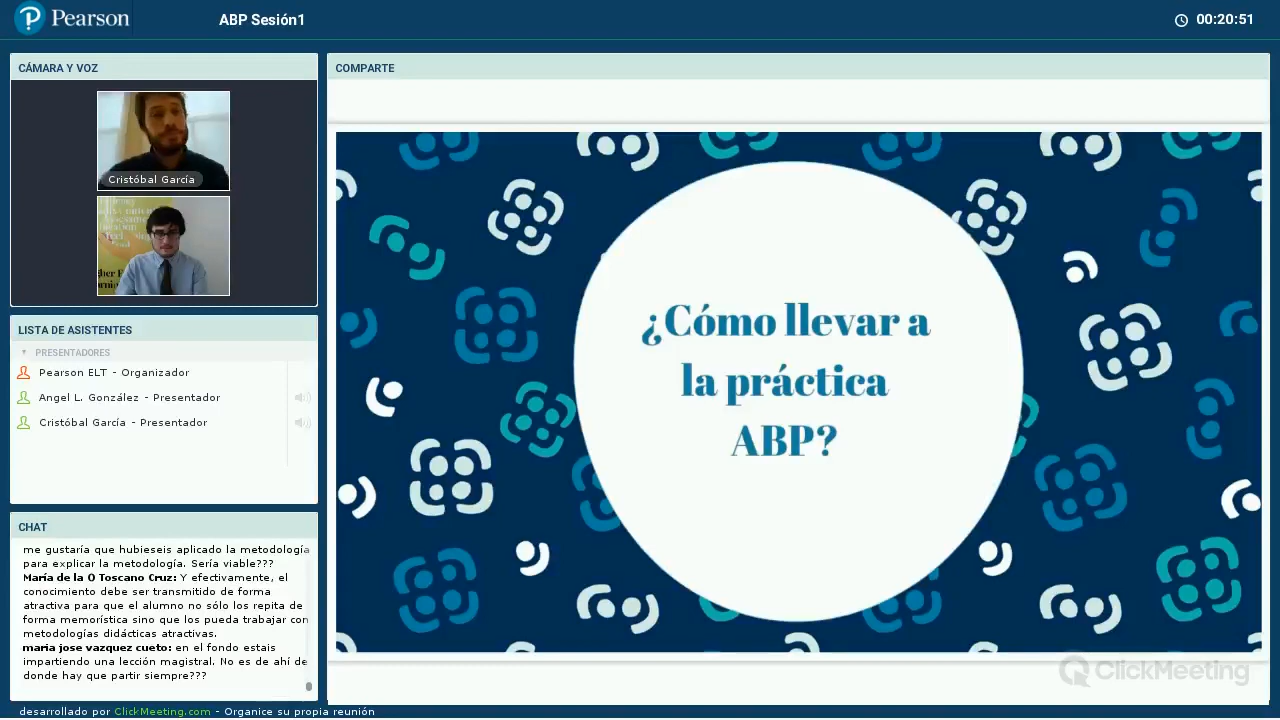 Pearson
ABP Sesión1
00:20:51
CÁMARA Y VOZ
Cristóbal García
LISTA DE ASISTENTES
PRESENTADORES
Pearson ELT - Organizador
Angel L. González - Presentador
Cristóbal García - Presentador
CHAT
me gustaría que hubieseis aplicado la metodología
para explicar la metodología. Sería viable???
María de la O Toscano Cruz: Y efectivamente, el
conocimiento debe ser transmitido de forma
atractiva para que el alumno no sólo los repita de
forma memorística sino que los pueda trabajar con
metodologías didácticas atractivas.
maria jose vazquez cueto: en el fondo estais
impartiendo una lección magistral. No es de ahí de
donde hay que partir siempre???
COMPARTE
¿Cómo llevar a
la práctica
ABP?
ClickMeeting
desarrollado por ClickMeeting.com - Organice su propia reunión